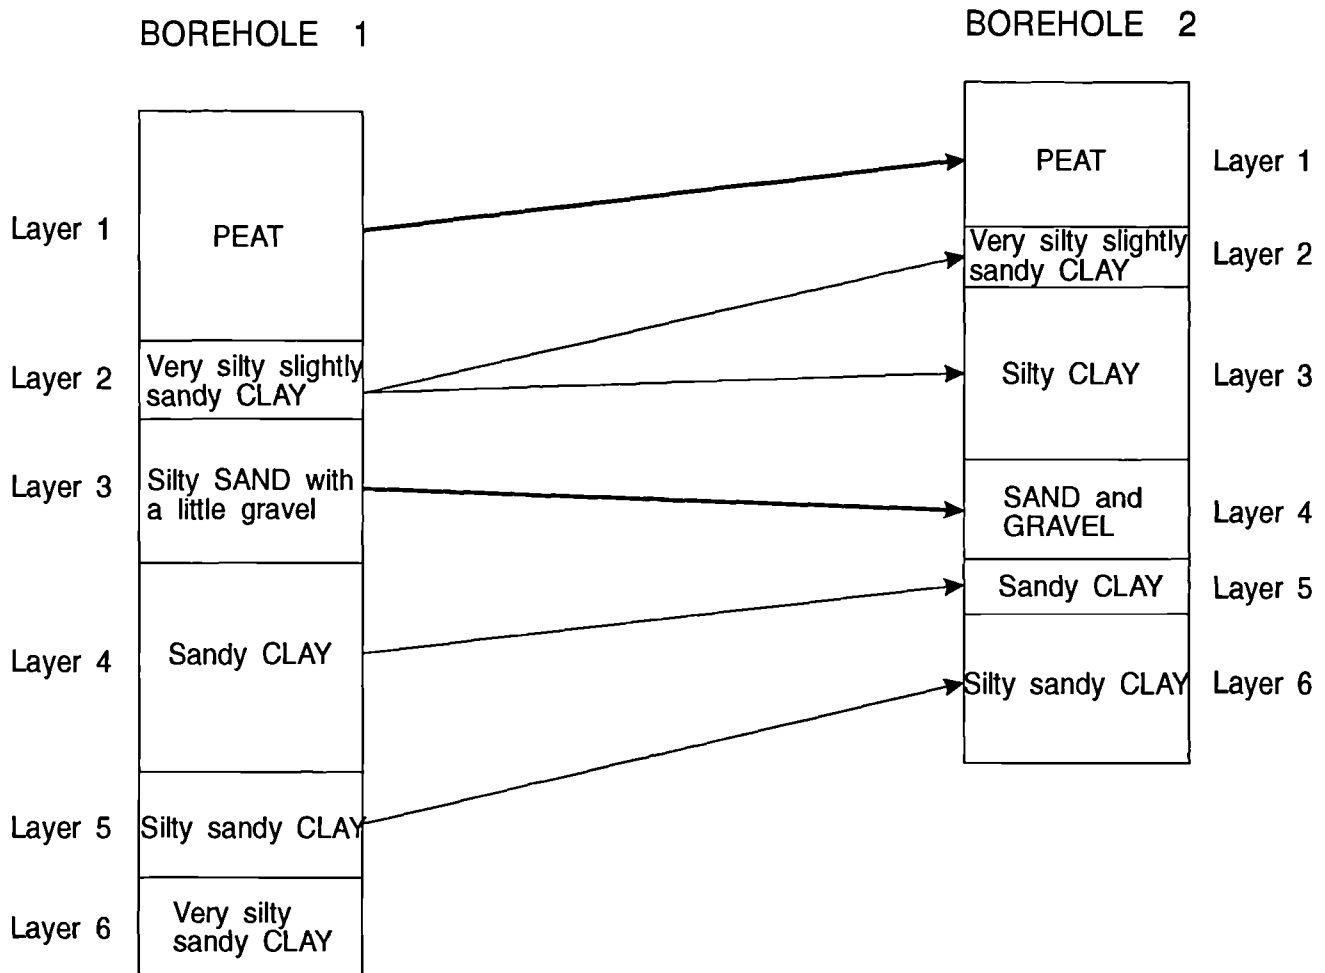 BOREHOLE 1
Layer 1
PEAT
Layer 2
Very silty slightly
sandy CLAY
Layer 3
Silty SAND with
a little gravel
Layer 4
Sandy CLAY
Layer 5
Silty sandy CLAY
Layer 6
Very silty
sandy CLAY
BOREHOLE 2
PEAT
Layer 1
Very silty slightly
sandy CLAY
Layer 2
Silty CLAY
Layer 3
SAND and
GRAVEL
Layer 4
Sandy CLAY
Layer 5
Silty sandy CLAY
Layer 6